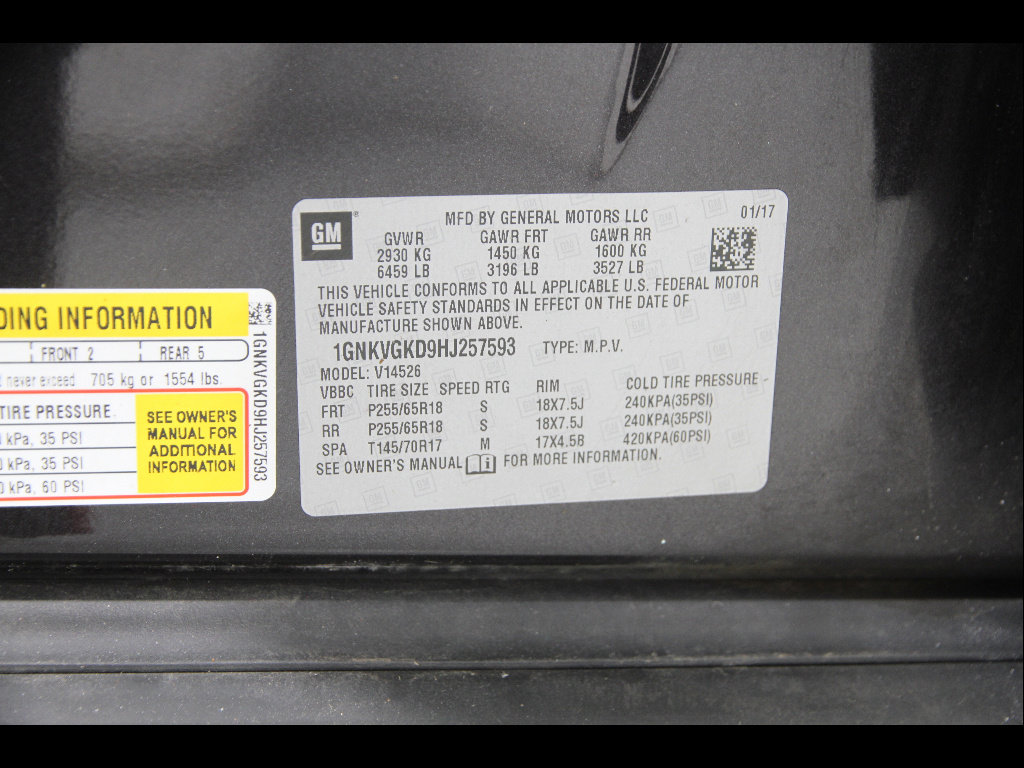 GM
MFD BY GENERAL MOTORS LLC 01/17
GVWR GAWR FRT GAWR RR
2930 KG 1450 KG 1600 KG
6459 LB 3196 LB 3527 LB
THIS VEHICLE CONFORMS TO ALL APPLICABLE U.S. FEDERAL MOTOR
VEHICLE SAFETY STANDARDS IN EFFECT ON THE DATE OF
MANUFACTURE SHOWN ABOVE.
1GNKVGKD9HJ257593 TYPE: M.P.V.
MODEL: V14526
VBBC TIRE SIZE SPEED RTG RIM COLD TIRE PRESSURE
FRT P255/65R18 S 18X7.5J 240KPA(35PSI)
RR P255/65R18 S 18X7.5J 240KPA(35PSI)
SPA T145/70R17 M 17X4.5B 420KPA(60PSI)
SEE OWNER'S MANUAL FOR MORE INFORMATION.
INFORMATION
FRONT 2 REAR 5
never exceed 705 kg or 1554 lbs.
TIRE PRESSURE
kPa, 35 PSI
kPa, 35 PSI
kPa, 60 PSI
SEE OWNER'S
MANUAL FOR
ADDITIONAL
INFORMATION
1GNKVGKD9HJ257593